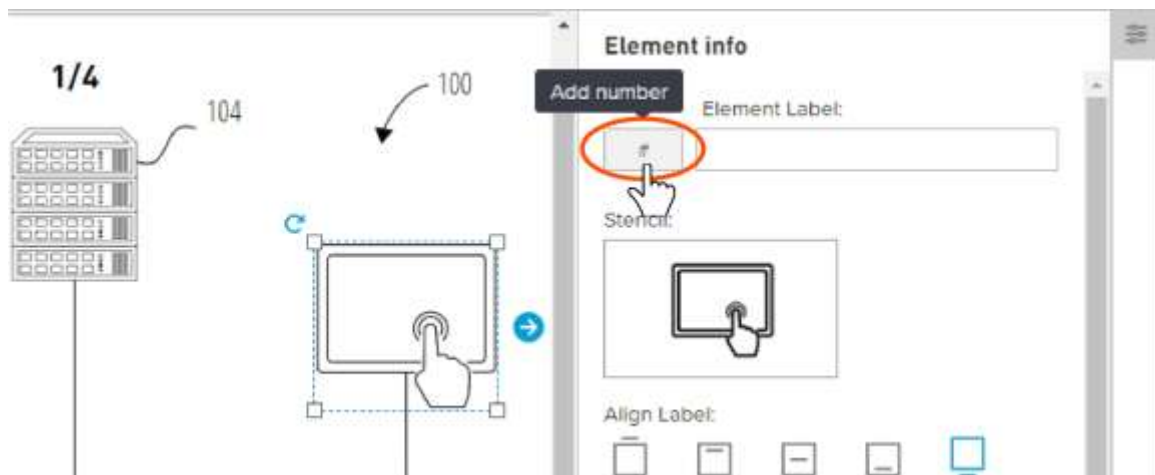 1/4
104
100
Element info
Add number
Element Label:
#
Stencil:
Align Label: